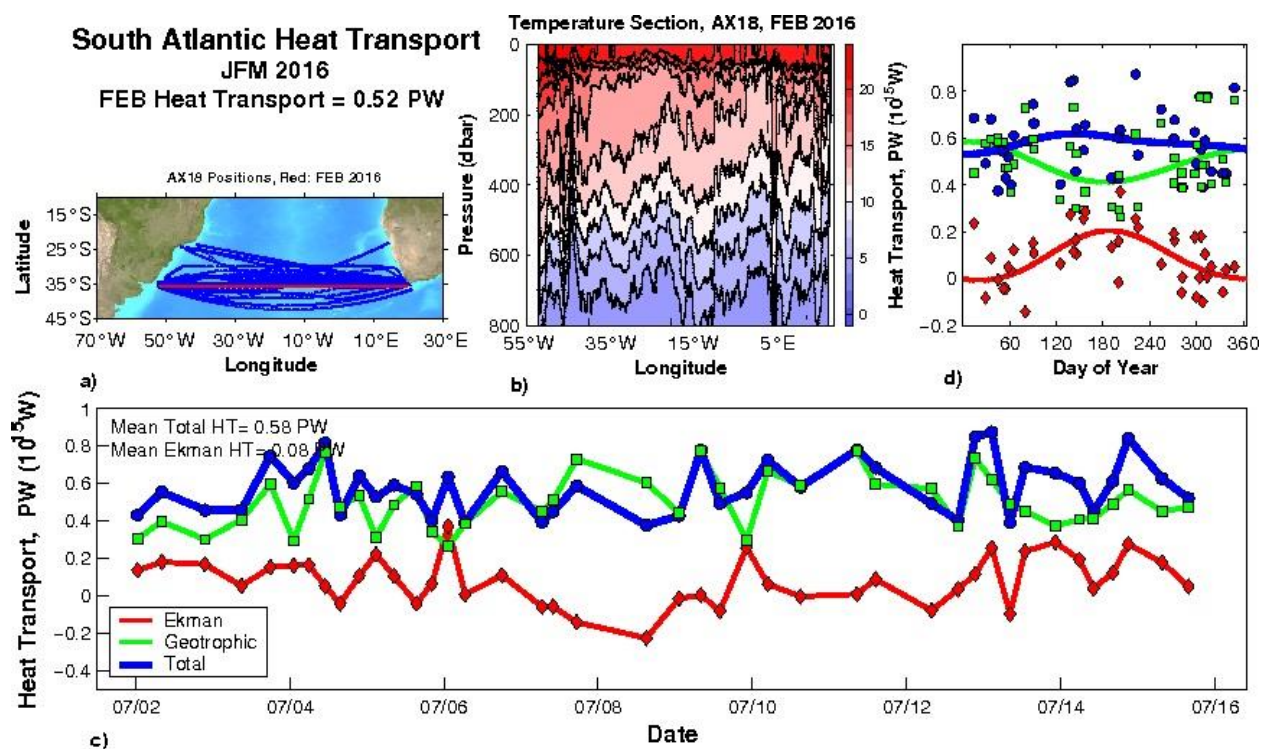 South Atlantic Heat Transport
JFM 2016
FEB Heat Transport = 0.52 PW
AX18 Positions, Red: FEB 2016
Latitude
15°S
25°S
35°S
45°S
70°W
50°W
30°W
10°W
10°E
30°E
Longitude
a)
Temperature Section, AX18, FEB 2016
Pressure (dbar)
0
200
400
600
800
55°W
35°W
15°W
5°E
Longitude
b)
20
15
10
5
0
Heat Transport, PW (10¹⁵W)
0.8
0.6
0.4
0.2
0
−0.2
60
120
180
240
300
360
Day of Year
d)
Heat Transport, PW (10¹⁵W)
1
0.8
0.6
0.4
0.2
0
−0.2
−0.4
Mean Total HT= 0.58 PW
Mean Ekman HT= 0.08 PW
Ekman
Geotrophic
Total
07/02
07/04
07/06
07/08
07/10
07/12
07/14
07/16
Date
c)